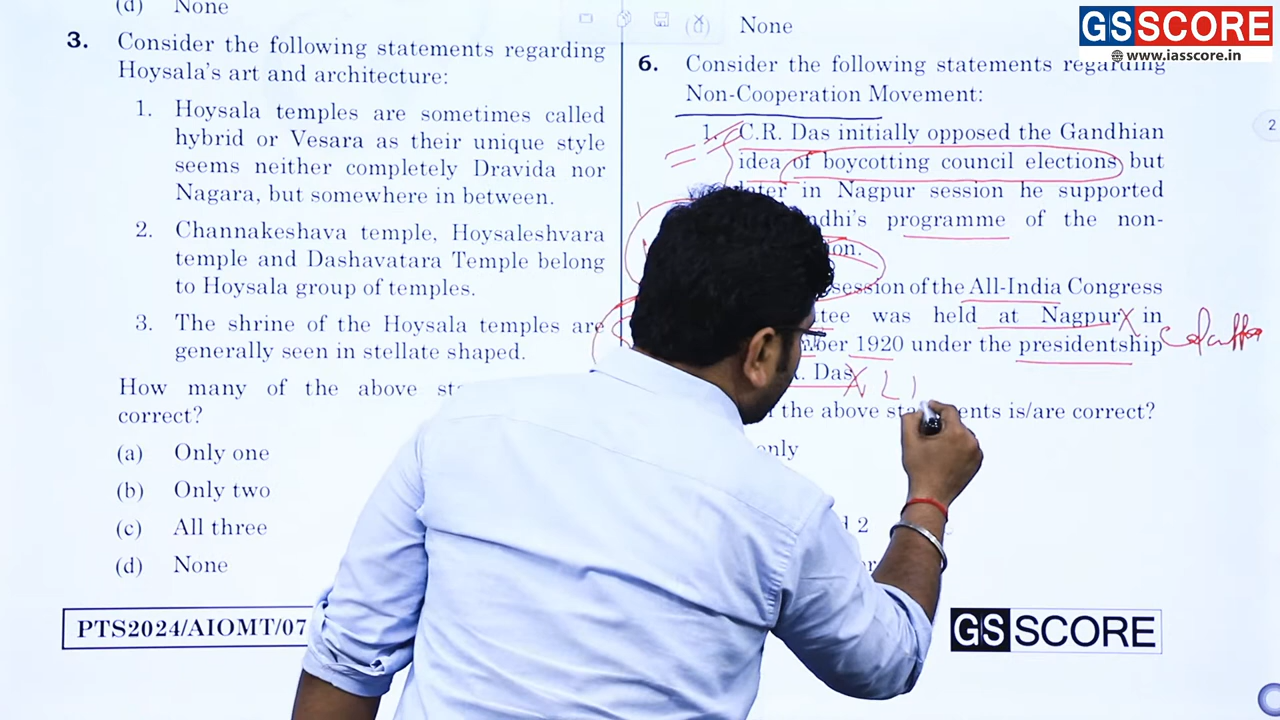 (d) None
3. Consider the following statements regarding
Hoysala's art and architecture:
1. Hoysala temples are sometimes called
hybrid or Vesara as their unique style
seems neither completely Dravida nor
Nagara, but somewhere in between.
2. Channakeshava temple, Hoysaleshvara
temple and Dashavatara Temple belong
to Hoysala group of temples.
3. The shrine of the Hoysala temples are
generally seen in stellate shaped.
How many of the above
correct?
(a) Only one
(b) Only two
(c) All three
(d) None
PTS2024/AIOMT/07
(d) None
6. Consider the following statements regarding
Non-Cooperation Movement:
1. C.R. Das initially opposed the Gandhian
idea of boycotting council elections but
later in Nagpur session he supported
programme of the non-
session of the All-India Congress
was held at Nagpur X in
1920 under the presidentship
Das X L
the above statements is/are correct?
only
2
GS SCORE
GSSCORE
www.iasscore.in
2